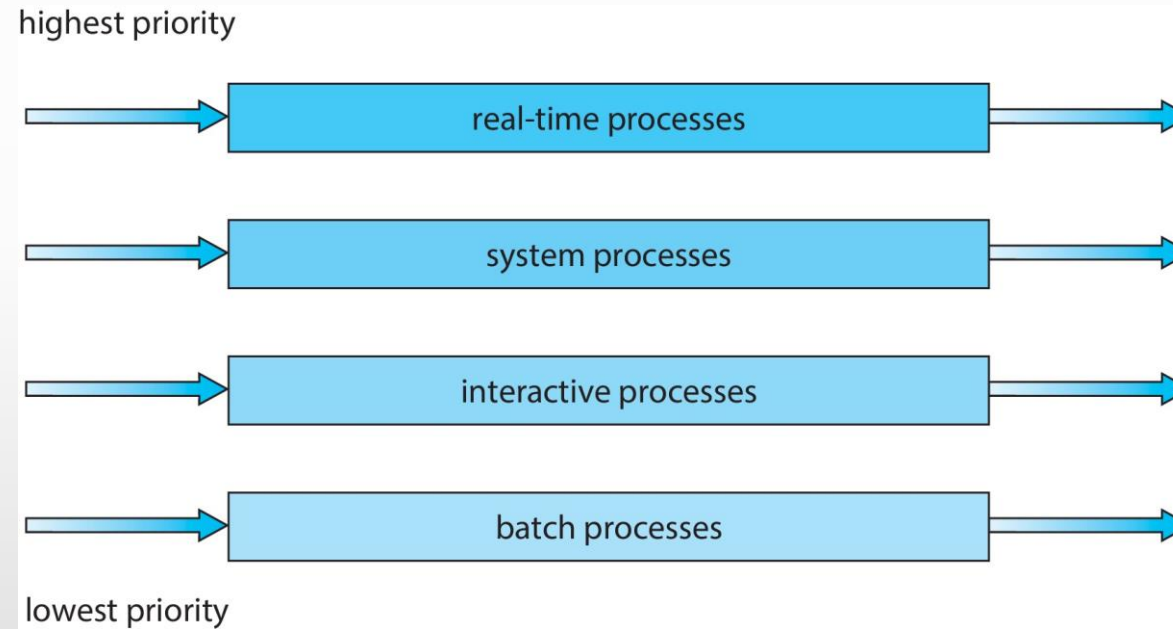 highest priority
real-time processes
system processes
interactive processes
batch processes
lowest priority